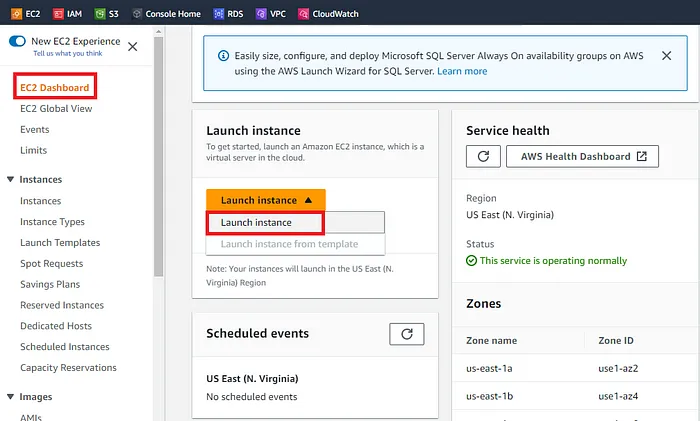 EC2 IAM S3 Console Home RDS VPC CloudWatch
New EC2 Experience
Tell us what you think
EC2 Dashboard
EC2 Global View
Events
Limits
Instances
Instances
Instance Types
Launch Templates
Spot Requests
Savings Plans
Reserved Instances
Dedicated Hosts
Scheduled Instances
Capacity Reservations
Images
AMIs
Easily size, configure, and deploy Microsoft SQL Server Always On availability groups on AWS
using the AWS Launch Wizard for SQL Server. Learn more
Launch instance
To get started, launch an Amazon EC2 instance, which is a
virtual server in the cloud.
Launch instance
Launch instance
Launch instance from template
Note: Your instances will launch in the US East (N.
Virginia) Region
Scheduled events
US East (N. Virginia)
No scheduled events
Service health
AWS Health Dashboard
Region
US East (N. Virginia)
Status
This service is operating normally
Zones
Zone name Zone ID
us-east-1a use1-az2
us-east-1b use1-az4